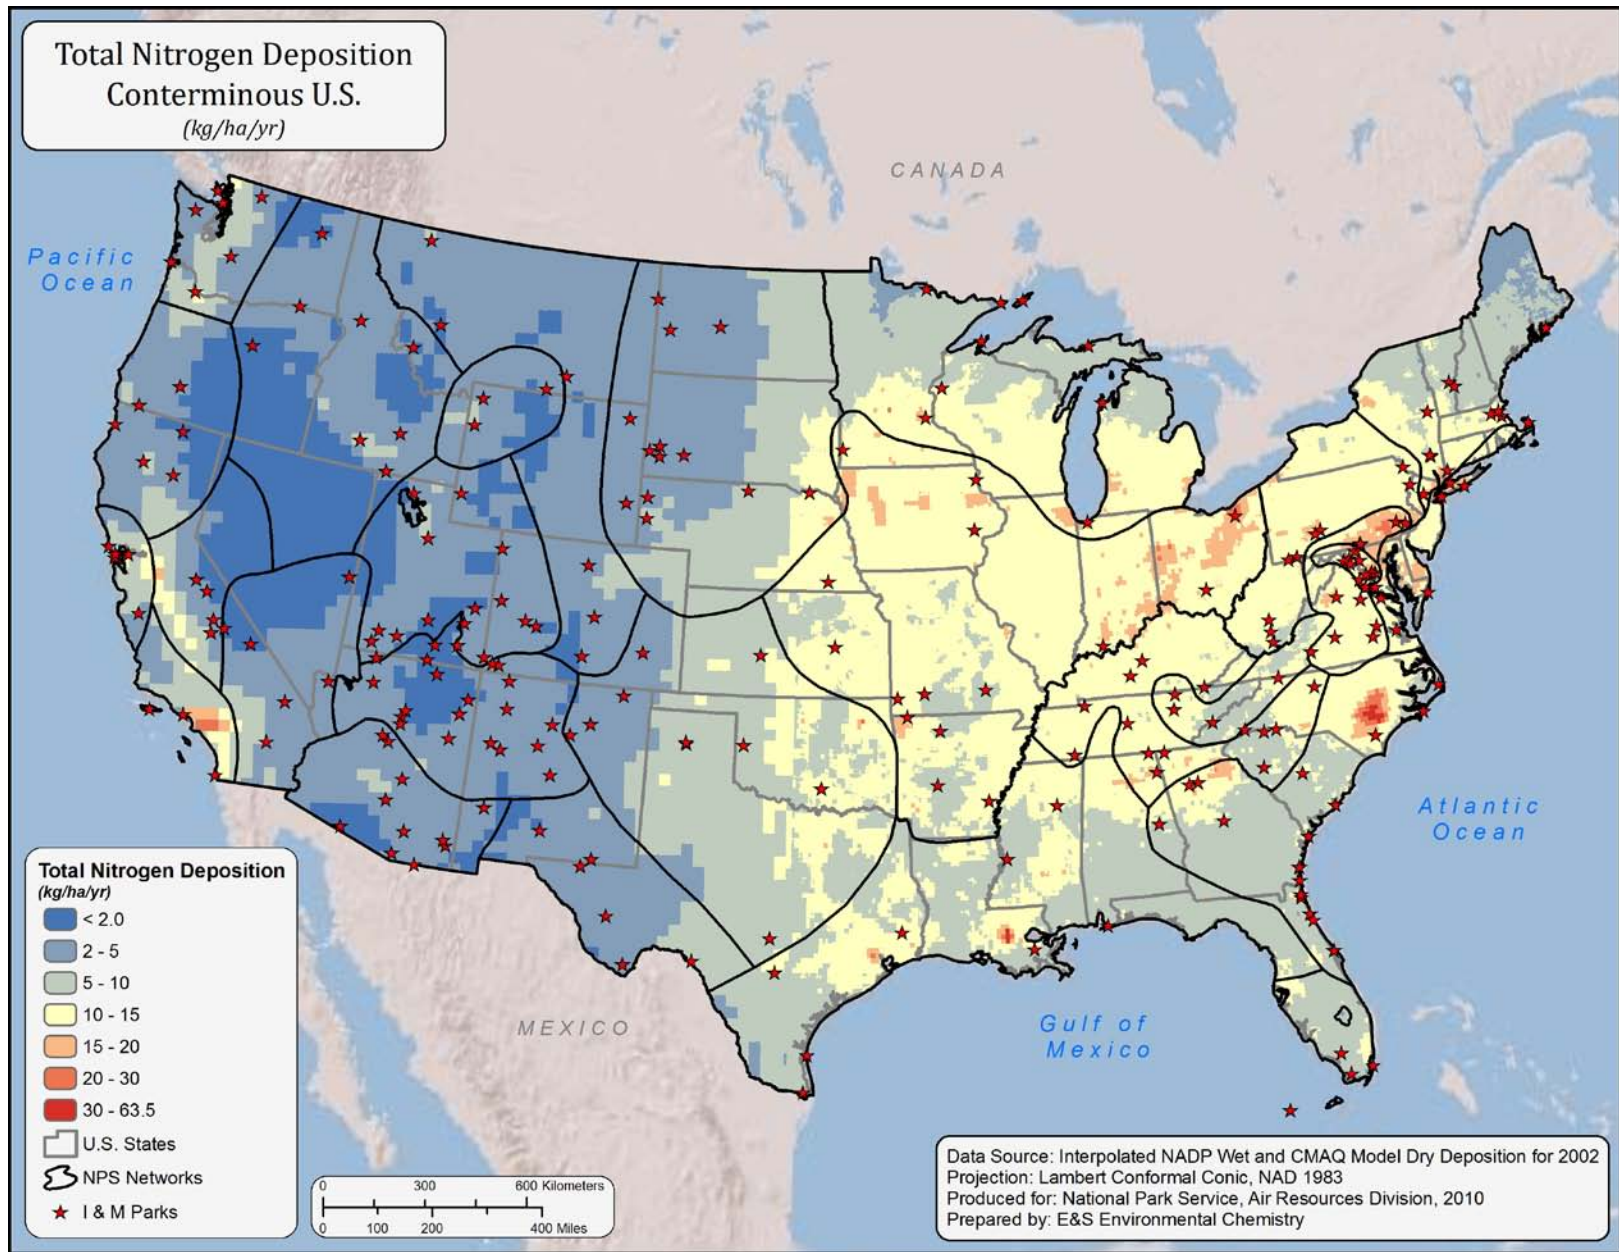 Total Nitrogen Deposition
Conterminous U.S.
(kg/ha/yr)
CANADA
Pacific
Ocean
Atlantic
Ocean
Gulf of
Mexico
MEXICO
Total Nitrogen Deposition
(kg/ha/yr)
< 2.0
2 - 5
5 - 10
10 - 15
15 - 20
20 - 30
30 - 63.5
U.S. States
NPS Networks
I & M Parks
0 300 600 Kilometers
0 100 200 400 Miles
Data Source: Interpolated NADP Wet and CMAQ Model Dry Deposition for 2002
Projection: Lambert Conformal Conic, NAD 1983
Produced for: National Park Service, Air Resources Division, 2010
Prepared by: E&S Environmental Chemistry